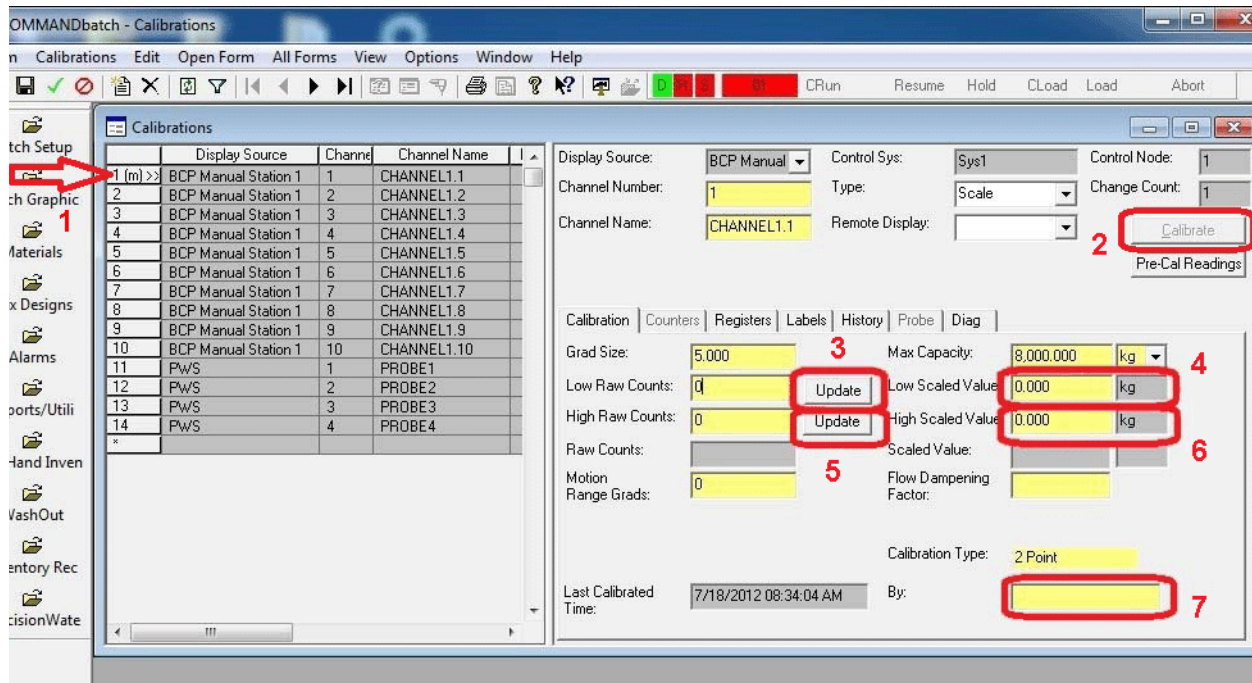 OMMANDbatch - Calibrations
n Calibrations Edit Open Form All Forms View Options Window Help
D S 01 CRun Resume Hold CLoad Load Abort
tch Setup
ch Graphic
1
Materials
x Designs
Alarms
ports/Utili
Hand Inven
WashOut
entory Rec
cisionWate
Calibrations
Display Source Channel Channel Name
1 (m) >> BCP Manual Station 1 1 CHANNEL1.1
2 BCP Manual Station 1 2 CHANNEL1.2
3 BCP Manual Station 1 3 CHANNEL1.3
4 BCP Manual Station 1 4 CHANNEL1.4
5 BCP Manual Station 1 5 CHANNEL1.5
6 BCP Manual Station 1 6 CHANNEL1.6
7 BCP Manual Station 1 7 CHANNEL1.7
8 BCP Manual Station 1 8 CHANNEL1.8
9 BCP Manual Station 1 9 CHANNEL1.9
10 BCP Manual Station 1 10 CHANNEL1.10
11 PWS 1 PROBE1
12 PWS 2 PROBE2
13 PWS 3 PROBE3
14 PWS 4 PROBE4
*
Display Source: BCP Manual Control Sys: Sys1 Control Node: 1
Channel Number: 1 Type: Scale Change Count: 1
Channel Name: CHANNEL1.1 Remote Display:
2 Calibrate
Pre-Cal Readings
Calibration Counters Registers Labels History Probe Diag
Grad Size: 5.000 3 Max Capacity: 8,000.000 kg 4
Low Raw Counts: 0 Update Low Scaled Value 0.000 kg
High Raw Counts: 0 Update High Scaled Value 0.000 kg
Raw Counts: 5 Scaled Value: 6
Motion Range Grads: 0 Flow Dampening Factor:
Calibration Type: 2 Point
Last Calibrated Time: 7/18/2012 08:34:04 AM By: 7